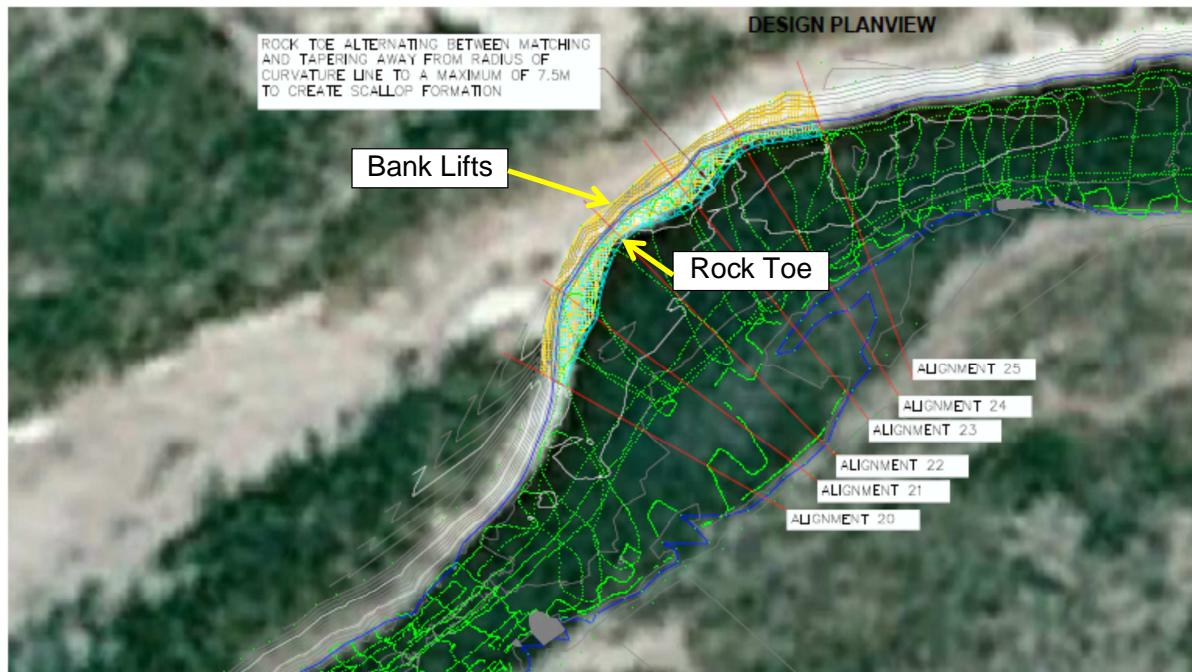 DESIGN PLANVIEW
ROCK TOE ALTERNATING BETWEEN MATCHING
AND TAPERING AWAY FROM RADIUS OF
CURVATURE LINE TO A MAXIMUM OF 7.5M
TO CREATE SCALLOP FORMATION
Bank Lifts
Rock Toe
ALIGNMENT 25
ALIGNMENT 24
ALIGNMENT 23
ALIGNMENT 22
ALIGNMENT 21
ALIGNMENT 20